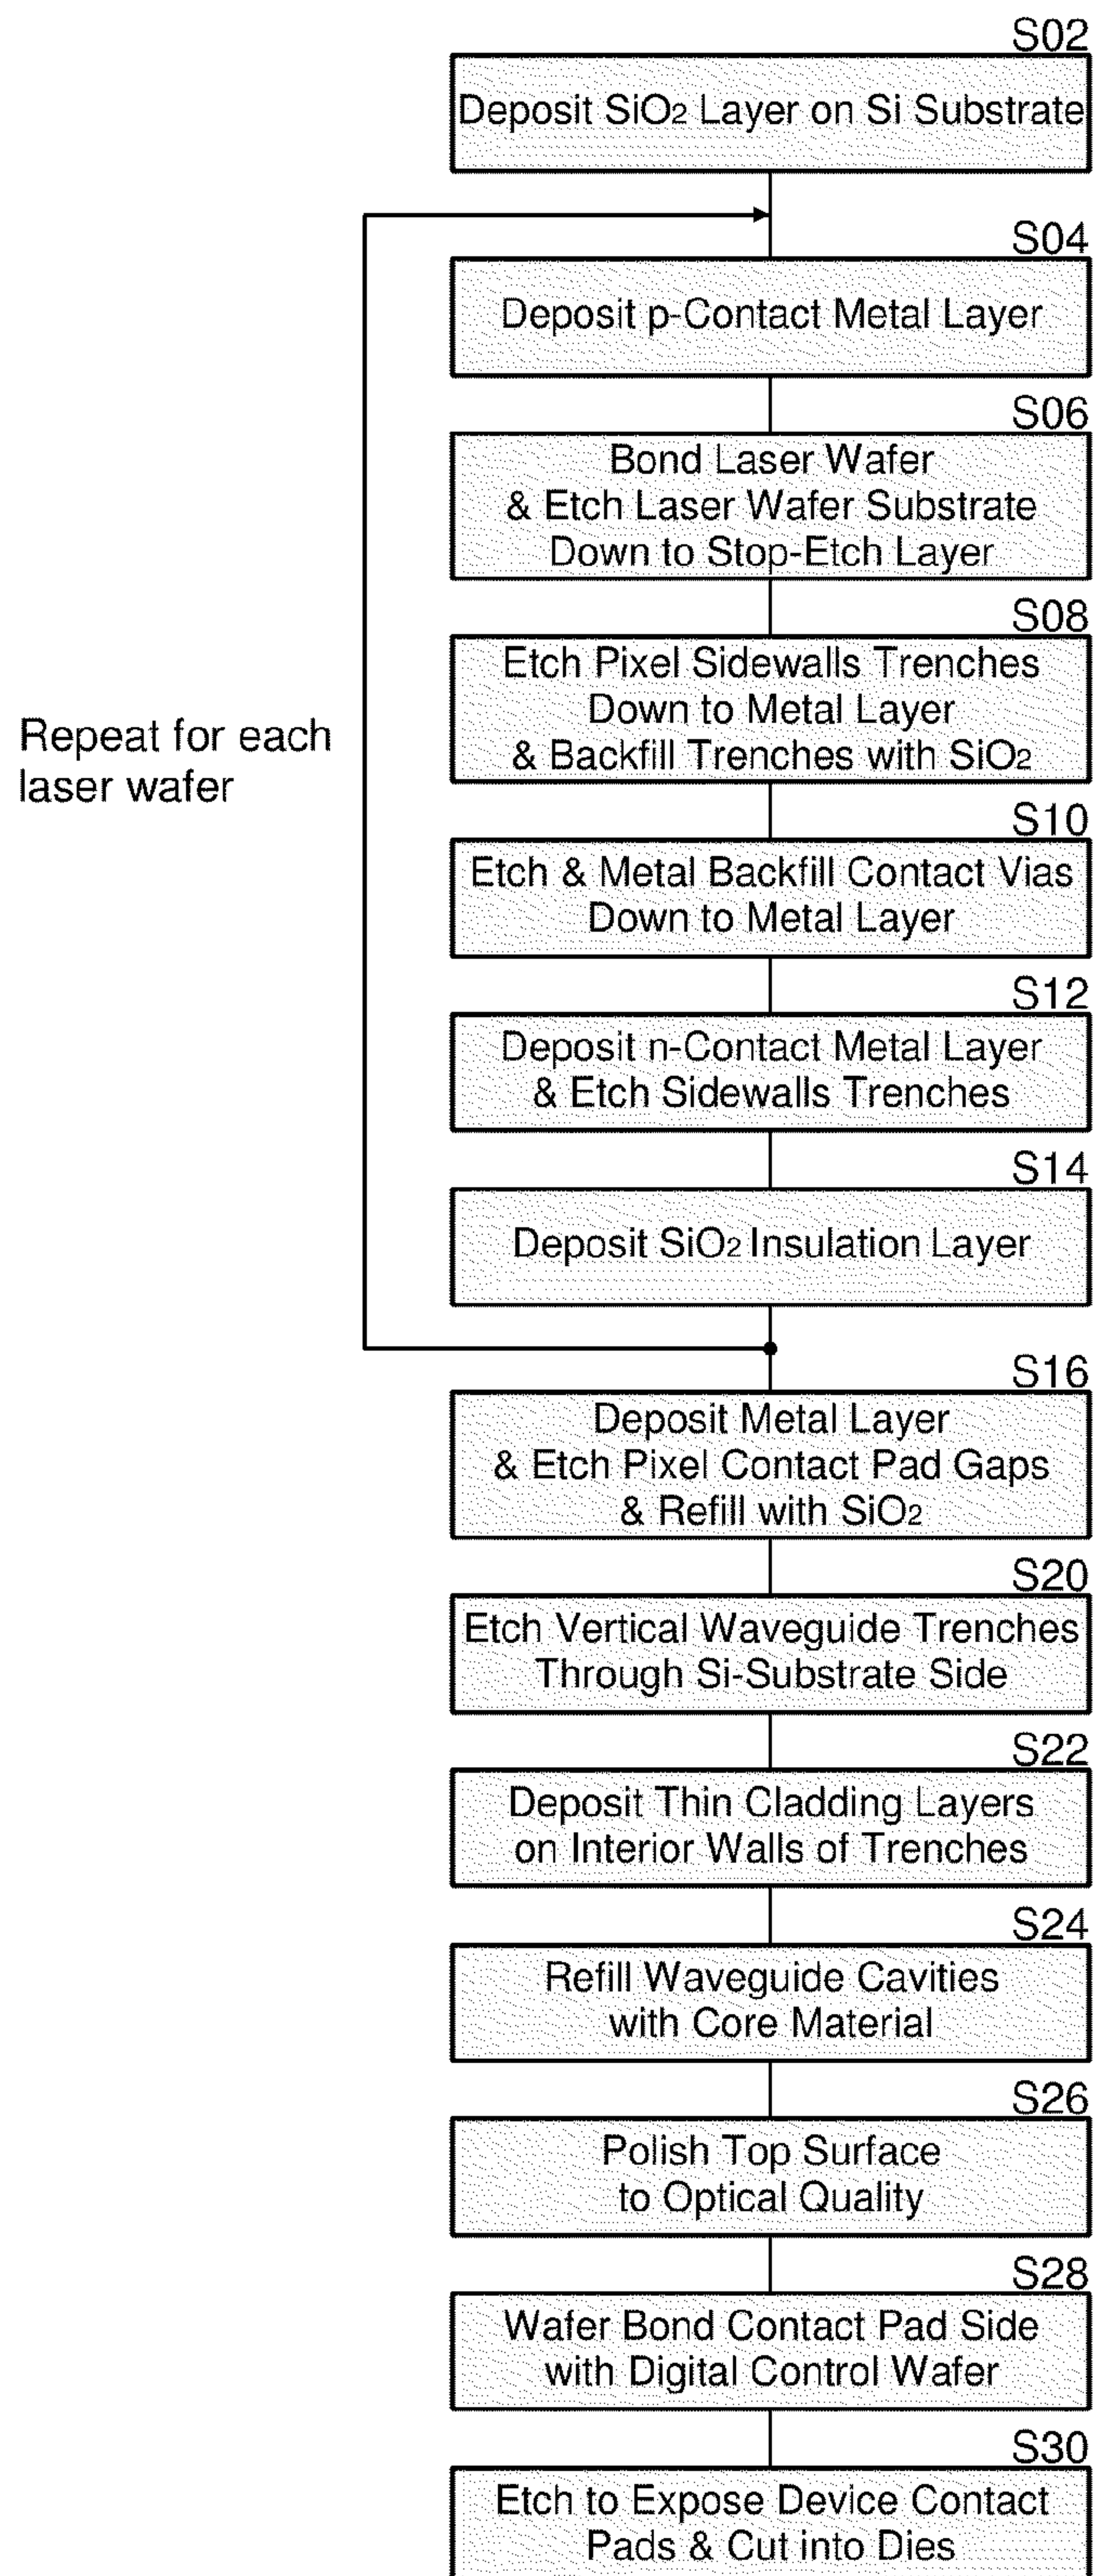 S02
Deposit SiO₂ Layer on Si Substrate
S04
Deposit p-Contact Metal Layer
S06
Bond Laser Wafer
& Etch Laser Wafer Substrate
Down to Stop-Etch Layer
S08
Etch Pixel Sidewalls Trenches
Down to Metal Layer
& Backfill Trenches with SiO₂
Repeat for each
laser wafer
S10
Etch & Metal Backfill Contact Vias
Down to Metal Layer
S12
Deposit n-Contact Metal Layer
& Etch Sidewalls Trenches
S14
Deposit SiO₂ Insulation Layer
S16
Deposit Metal Layer
& Etch Pixel Contact Pad Gaps
& Refill with SiO₂
S20
Etch Vertical Waveguide Trenches
Through Si-Substrate Side
S22
Deposit Thin Cladding Layers
on Interior Walls of Trenches
S24
Refill Waveguide Cavities
with Core Material
S26
Polish Top Surface
to Optical Quality
S28
Wafer Bond Contact Pad Side
with Digital Control Wafer
S30
Etch to Expose Device Contact
Pads & Cut into Dies